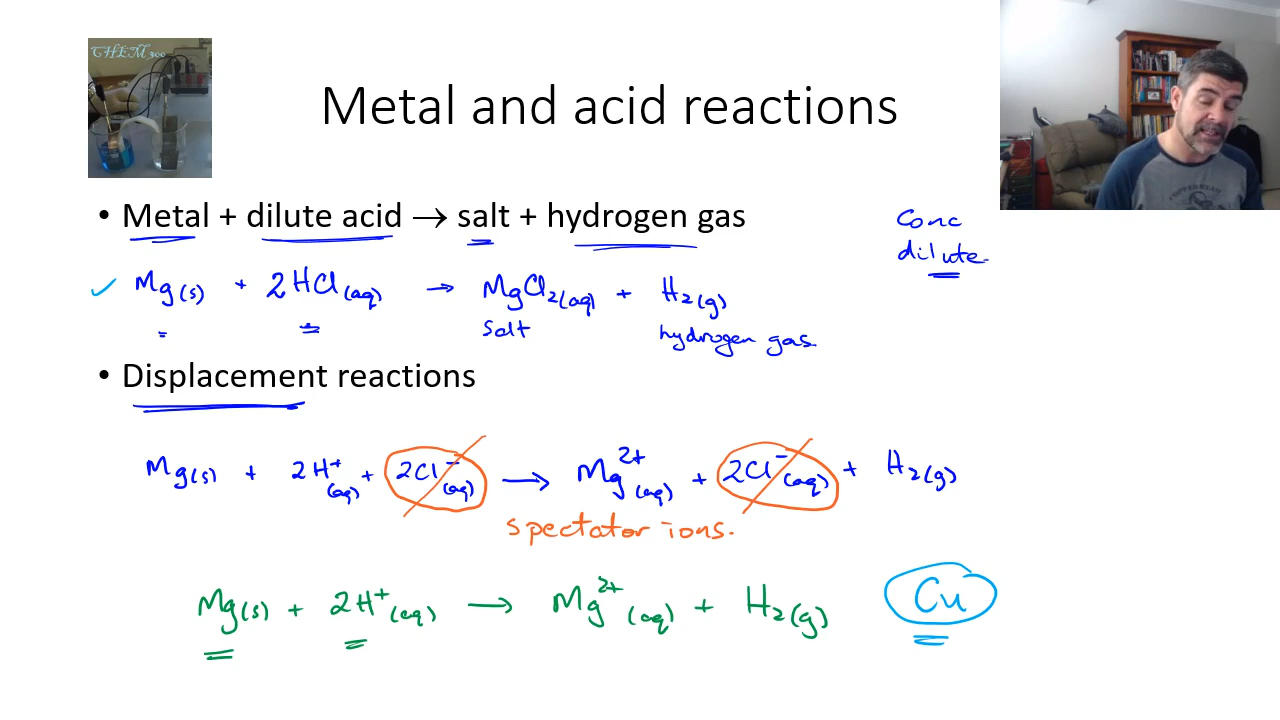 CHEM 300
Metal and acid reactions
• Metal + dilute acid → salt + hydrogen gas
Conc
dilute
Mg(s) + 2HCl(aq) → MgCl₂(aq) + H₂(g)
salt
hydrogen gas
• Displacement reactions
Mg(s) + 2H⁺(aq) + 2Cl⁻(aq) → Mg²⁺(aq) + 2Cl⁻(aq) + H₂(g)
spectator ions.
Mg(s) + 2H⁺(aq) → Mg²⁺(aq) + H₂(g)
Cu